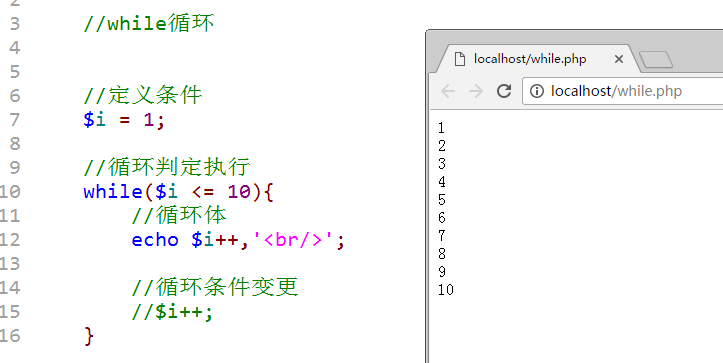 3 //while循环
4
5
6 //定义条件
7 $i = 1;
8
9 //循环判定执行
10 while($i <= 10){
11 //循环体
12 echo $i++,'<br/>';
13
14 //循环条件变更
15 //$i++;
16 }
localhost/while.php
localhost/while.php
1
2
3
4
5
6
7
8
9
10